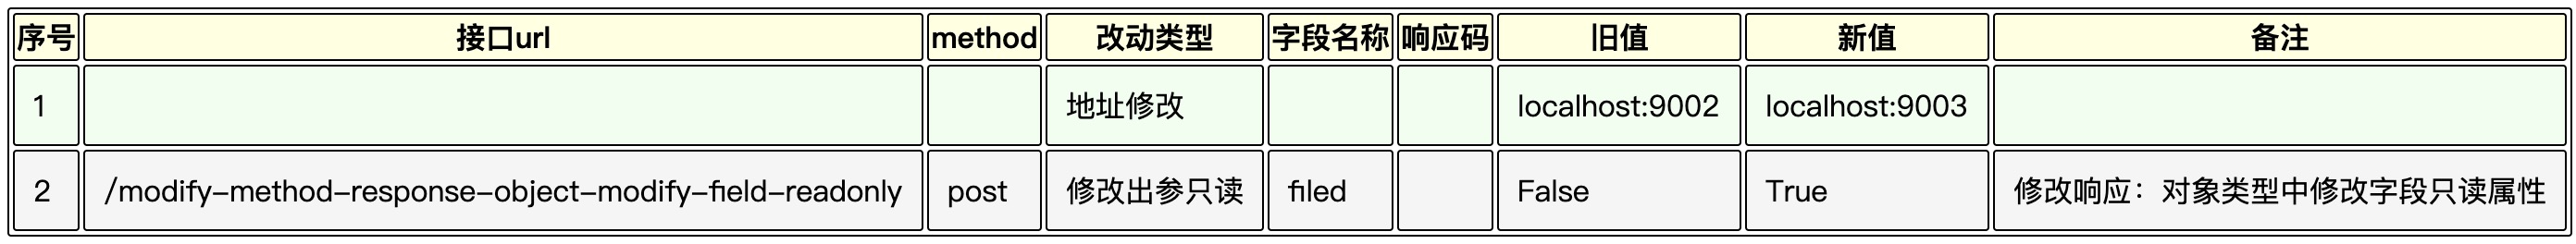 序号 接口url method 改动类型 字段名称 响应码 旧值 新值 备注
1 地址修改 localhost:9002 localhost:9003
2 /modify-method-response-object-modify-field-readonly post 修改出参只读 filed False True 修改响应：对象类型中修改字段只读属性